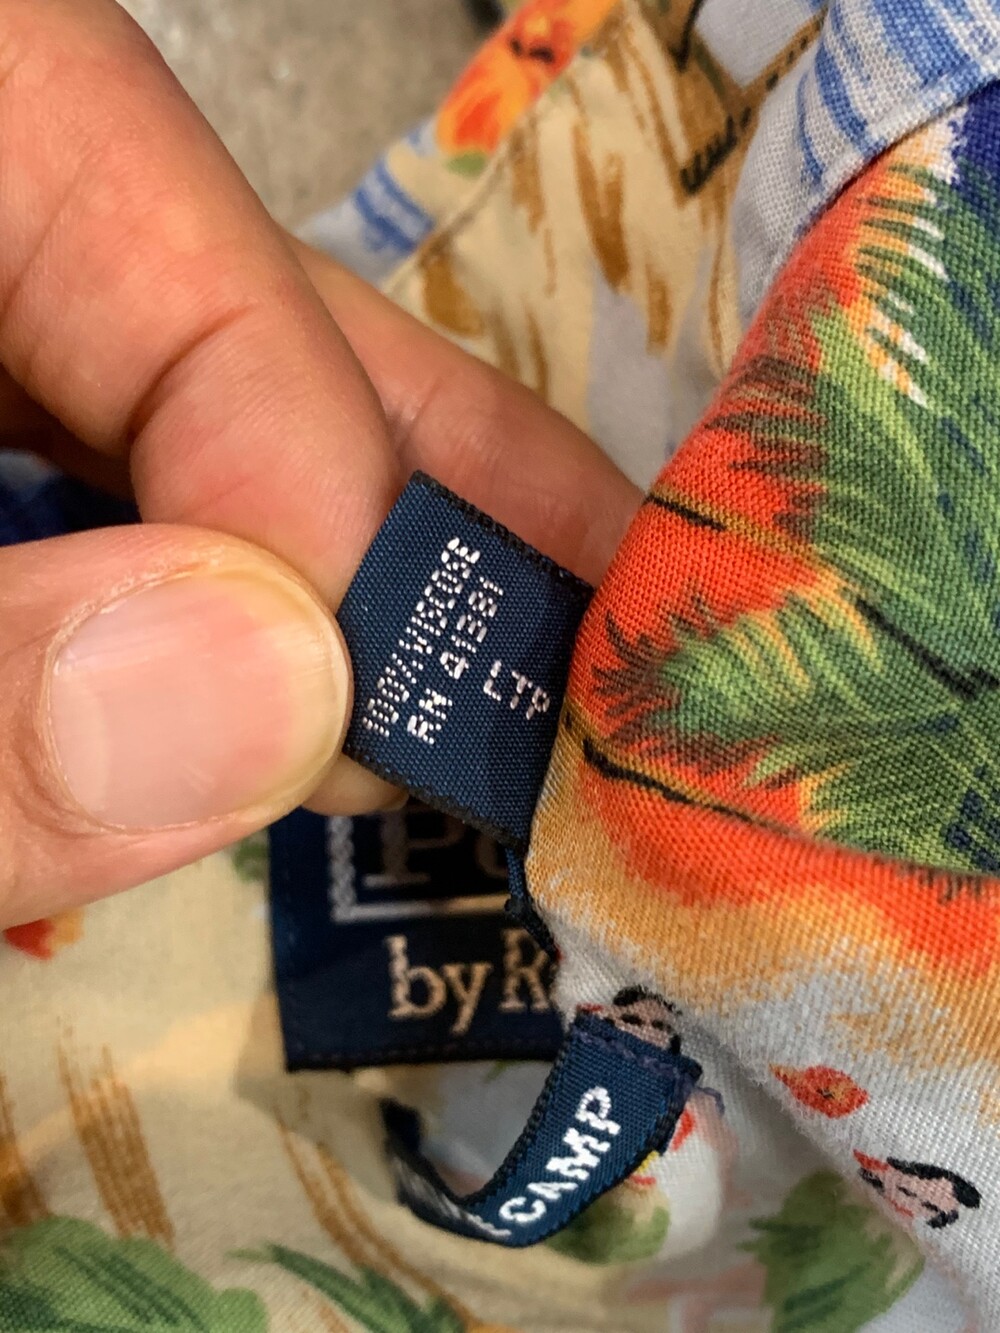 100% VISCOSE
RN 41381
LTP
by
CAMP